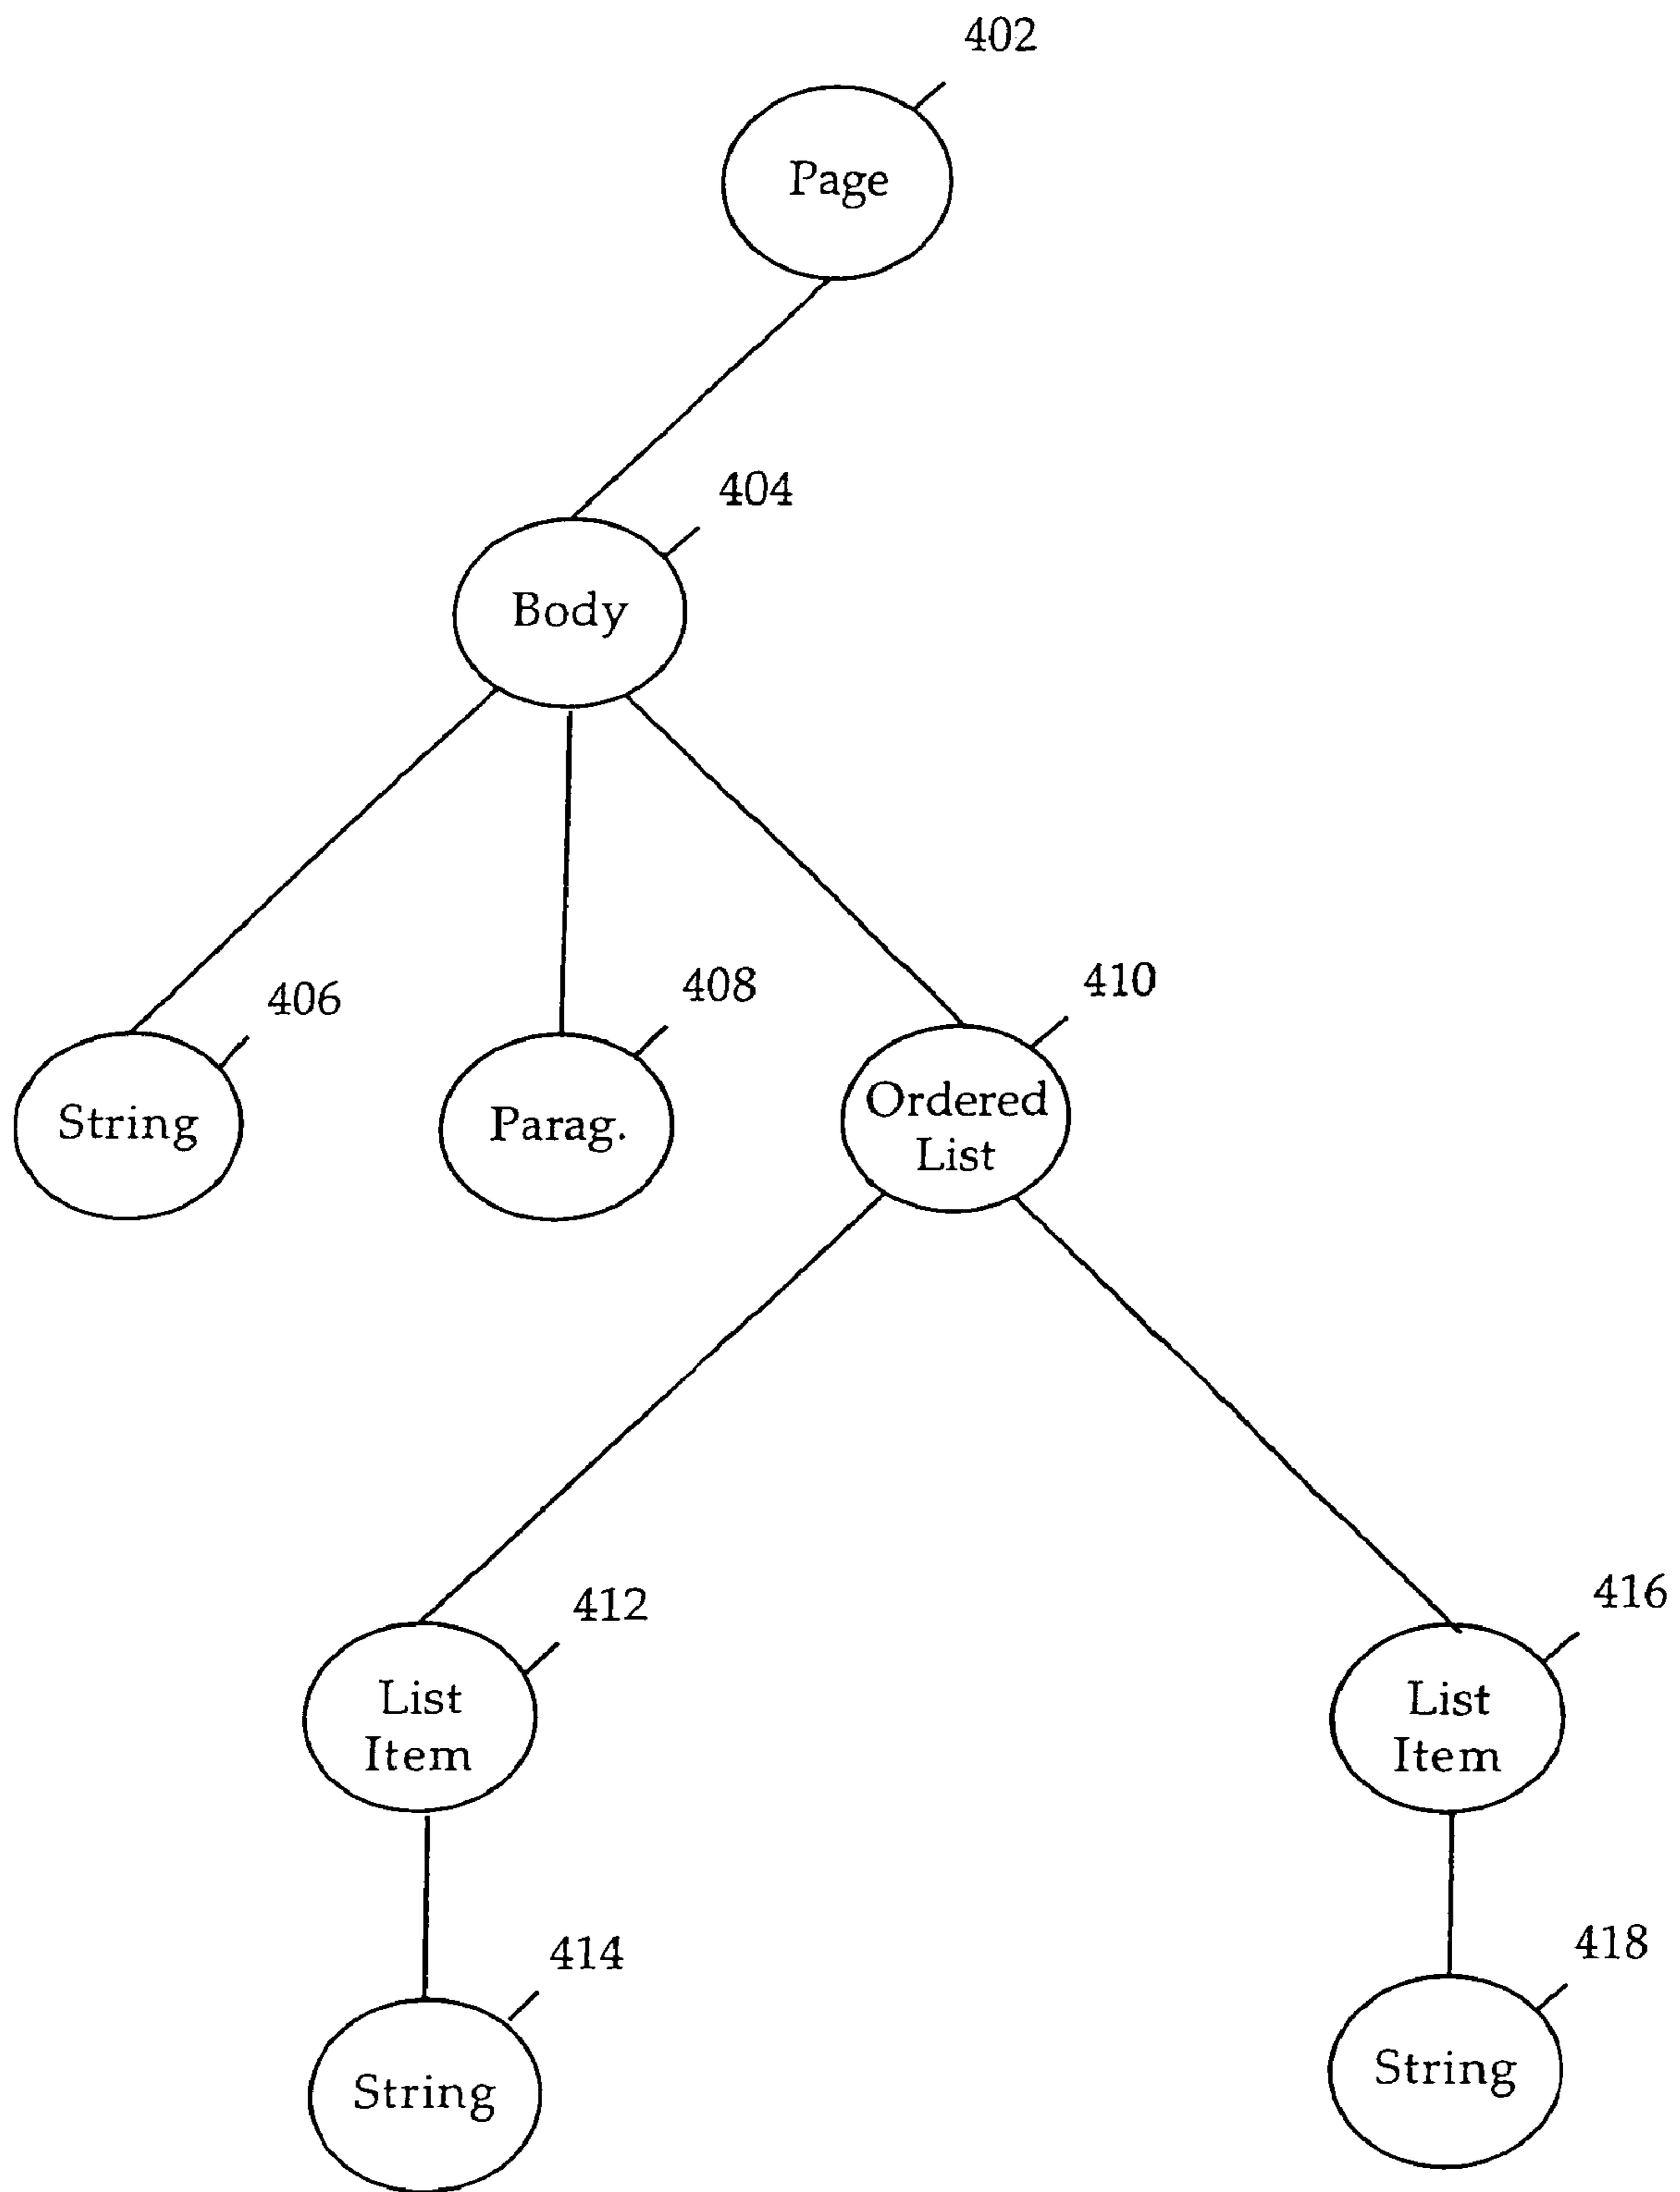 402
Page
404
Body
406
408
410
String
Parag.
Ordered
List
412
416
List
Item
List
Item
414
418
String
String